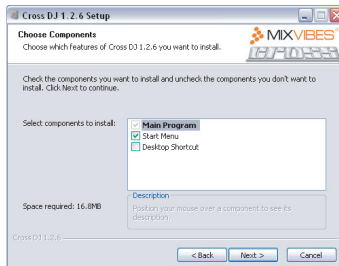 Cross DJ 1.2.6 Setup
Choose Components
Choose which features of Cross DJ 1.2.6 you want to install.
MIXVIBES®
CROSS
Check the components you want to install and uncheck the components you don't want to
install. Click Next to continue.
Select components to install:
Main Program
Start Menu
Desktop Shortcut
Space required: 16.8MB
Description
Position your mouse over a component to see its
description.
Cross DJ 1.2.6
< Back
Next >
Cancel